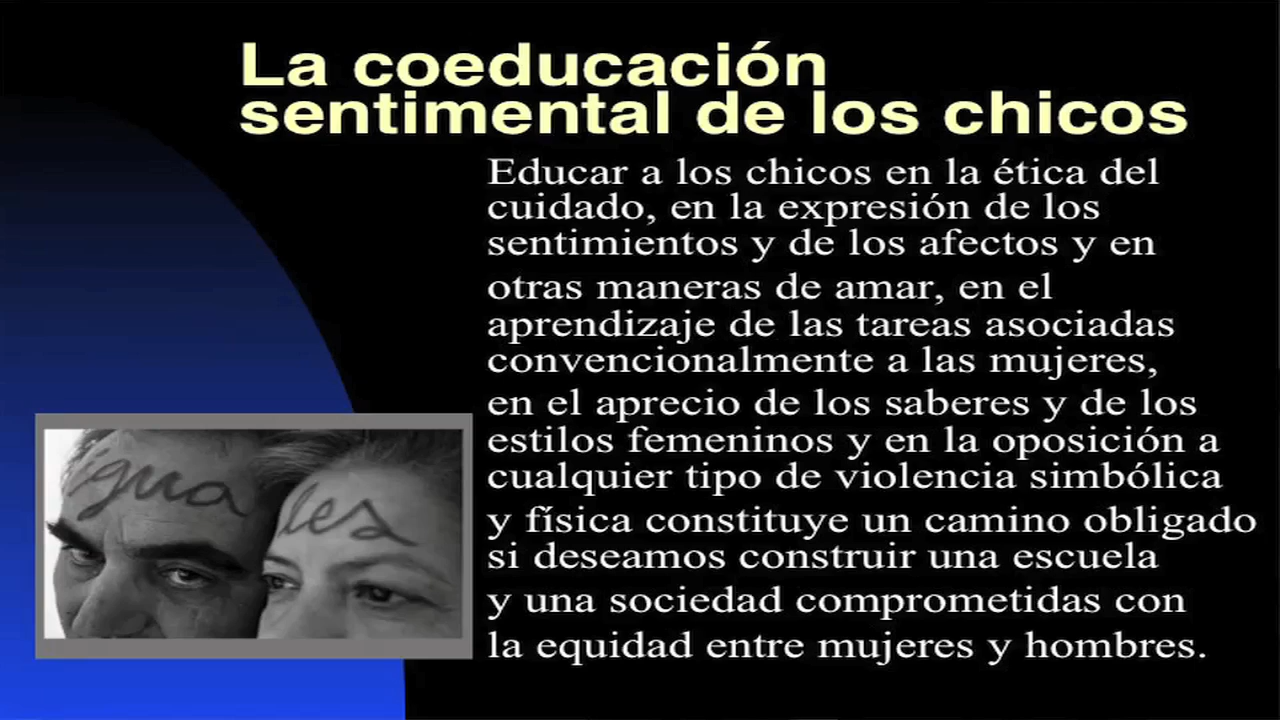 La coeducación
sentimental de los chicos
Educar a los chicos en la ética del
cuidado, en la expresión de los
sentimientos y de los afectos y en
otras maneras de amar, en el
aprendizaje de las tareas asociadas
convencionalmente a las mujeres,
en el aprecio de los saberes y de los
estilos femeninos y en la oposición a
cualquier tipo de violencia simbólica
y física constituye un camino obligado
si deseamos construir una escuela
y una sociedad comprometidas con
la equidad entre mujeres y hombres.
iguales